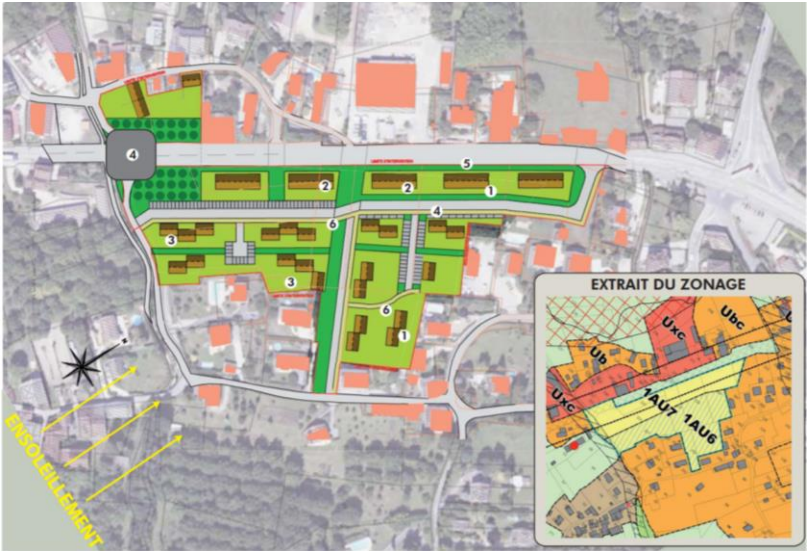 4
5
1
2
2
4
6
3
3
6
1
ENSOLEILLEMENT
EXTRAIT DU ZONAGE
Ubc
Uxc
Ub
Uxc
1AU7
1AU6